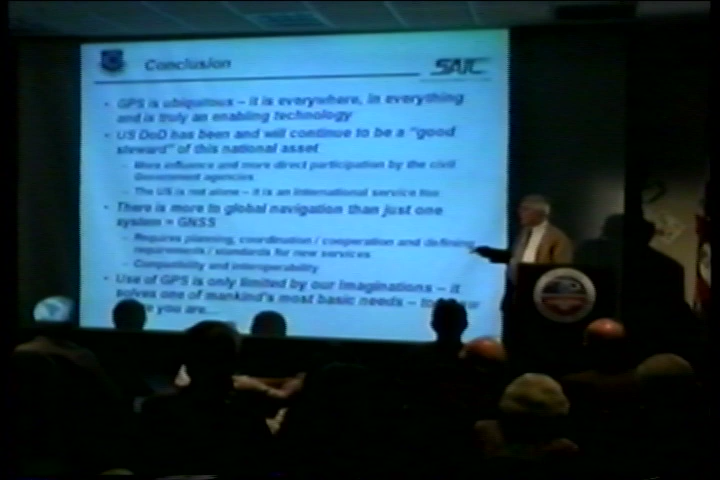 Conclusion
SAIC
• GPS is ubiquitous – it is everywhere, in everything
and is truly an enabling technology
• US DoD has been and will continue to be a "good
steward" of this national asset
– More influence and more direct participation by the civil
Government agencies
– The US is not alone – it is an international service too
• There is more to global navigation than just one
system = GNSS
– Requires planning, coordination / cooperation and defining
requirements / standards for new services
– Compatibility and interoperability
• Use of GPS is only limited by our imaginations – it
solves one of mankind's most basic needs – to
you are...